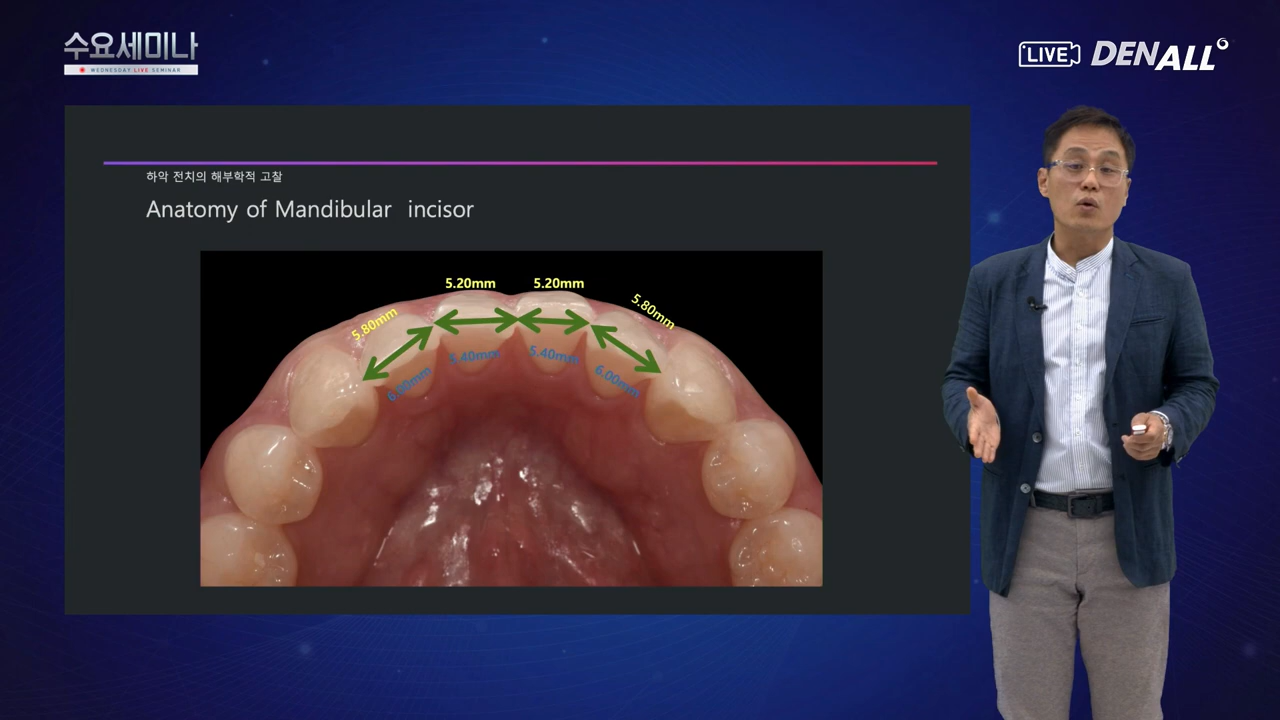 수요세미나
WEDNESDAY LIVE SEMINAR
LIVE
DENALL
하악 전치의 해부학적 고찰
Anatomy of Mandibular incisor
5.20mm 5.20mm
5.80mm 5.80mm
5.40mm 5.40mm
6.00mm 6.00mm